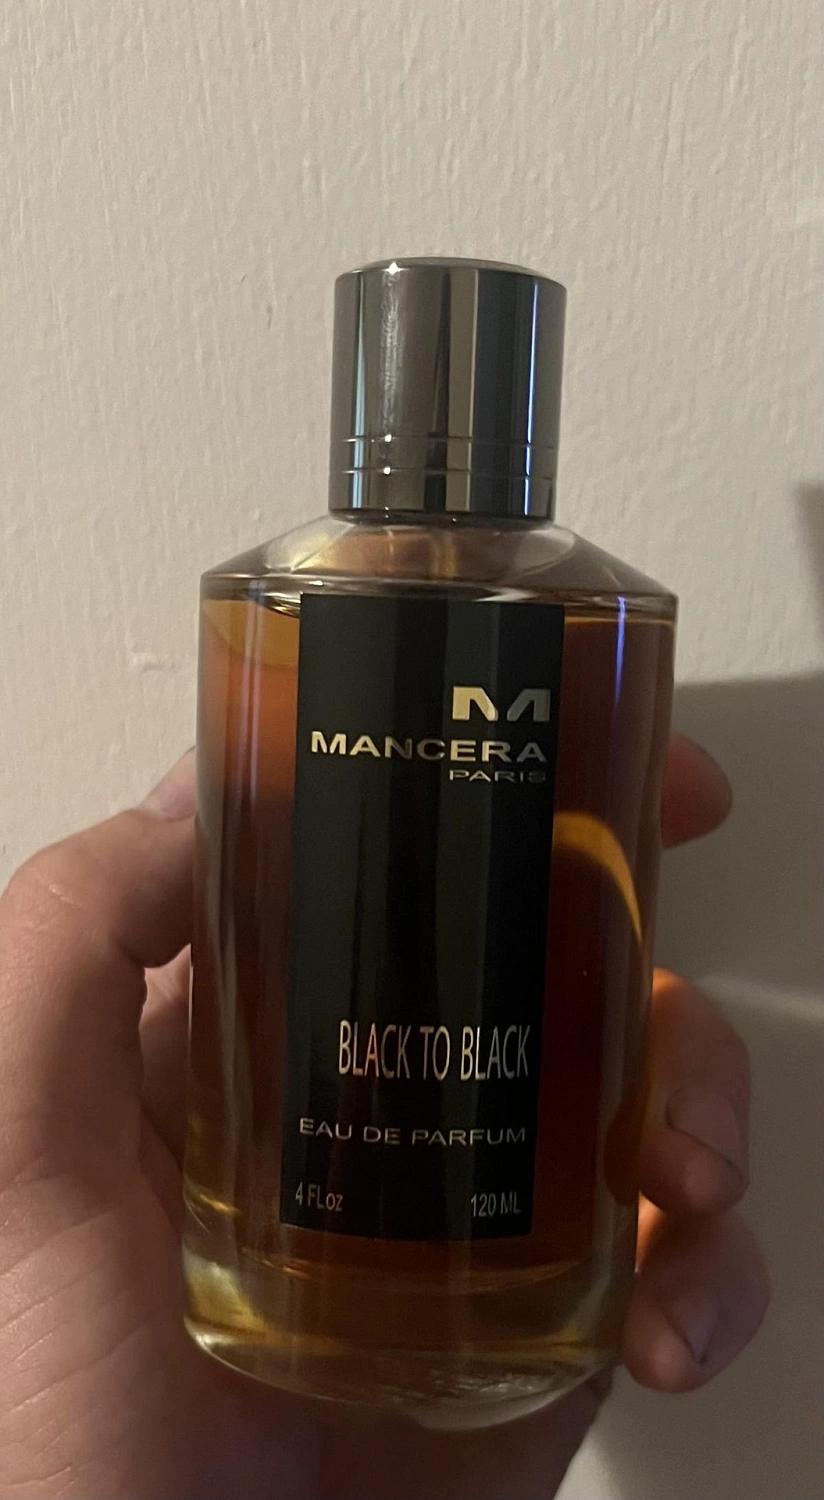 M
MANCERA
PARIS
BLACK TO BLACK
EAU DE PARFUM
4 FLoz 120 ML